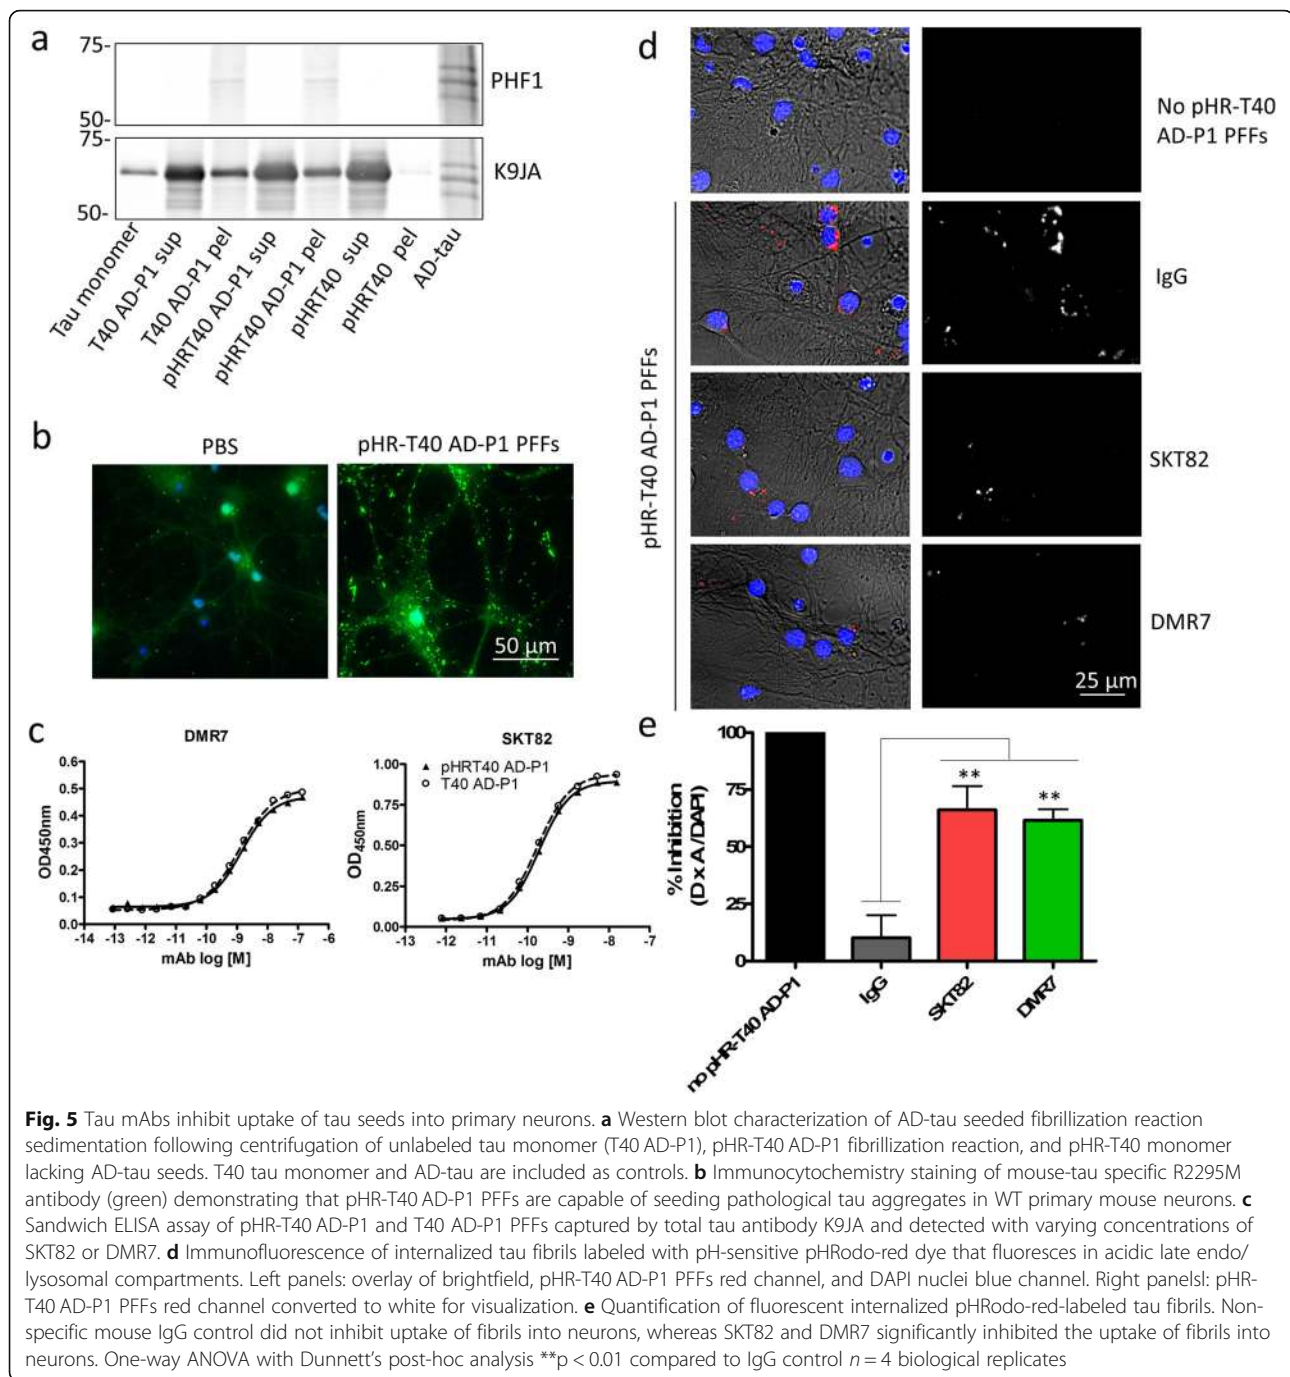 a
75-
50-
PHF1
75-
50-
K9JA
Tau monomer
T40 AD-P1 sup
T40 AD-P1 pel
pHRT40 AD-P1 sup
pHRT40 AD-P1 pel
pHRT40 sup
pHRT40 pel
AD-tau
b
PBS
pHR-T40 AD-P1 PFFs
50 µm
c
DMR7
OD450nm
0.6
0.5
0.4
0.3
0.2
0.1
0.0
-14 -13 -12 -11 -10 -9 -8 -7 -6
mAb log [M]
SKT82
pHRT40 AD-P1
T40 AD-P1
OD450nm
1.00
0.75
0.50
0.25
0.00
-13 -12 -11 -10 -9 -8 -7
mAb log [M]
d
No pHR-T40
AD-P1 PFFs
pHR-T40 AD-P1 PFFs
IgG
SKT82
DMR7
25 µm
e
% Inhibition
(D x A/DAPI)
100
75
50
25
0
**
**
no pHR-T40 AD-P1
IgG
SKT82
DMR7
Fig. 5 Tau mAbs inhibit uptake of tau seeds into primary neurons. a Western blot characterization of AD-tau seeded fibrillization reaction
sedimentation following centrifugation of unlabeled tau monomer (T40 AD-P1), pHR-T40 AD-P1 fibrillization reaction, and pHR-T40 monomer
lacking AD-tau seeds. T40 tau monomer and AD-tau are included as controls. b Immunocytochemistry staining of mouse-tau specific R2295M
antibody (green) demonstrating that pHR-T40 AD-P1 PFFs are capable of seeding pathological tau aggregates in WT primary mouse neurons. c
Sandwich ELISA assay of pHR-T40 AD-P1 and T40 AD-P1 PFFs captured by total tau antibody K9JA and detected with varying concentrations of
SKT82 or DMR7. d Immunofluorescence of internalized tau fibrils labeled with pH-sensitive pHRodo-red dye that fluoresces in acidic late endo/
lysosomal compartments. Left panels: overlay of brightfield, pHR-T40 AD-P1 PFFs red channel, and DAPI nuclei blue channel. Right panelsl: pHR-
T40 AD-P1 PFFs red channel converted to white for visualization. e Quantification of fluorescent internalized pHRodo-red-labeled tau fibrils. Non-
specific mouse IgG control did not inhibit uptake of fibrils into neurons, whereas SKT82 and DMR7 significantly inhibited the uptake of fibrils into
neurons. One-way ANOVA with Dunnett's post-hoc analysis **p < 0.01 compared to IgG control n = 4 biological replicates